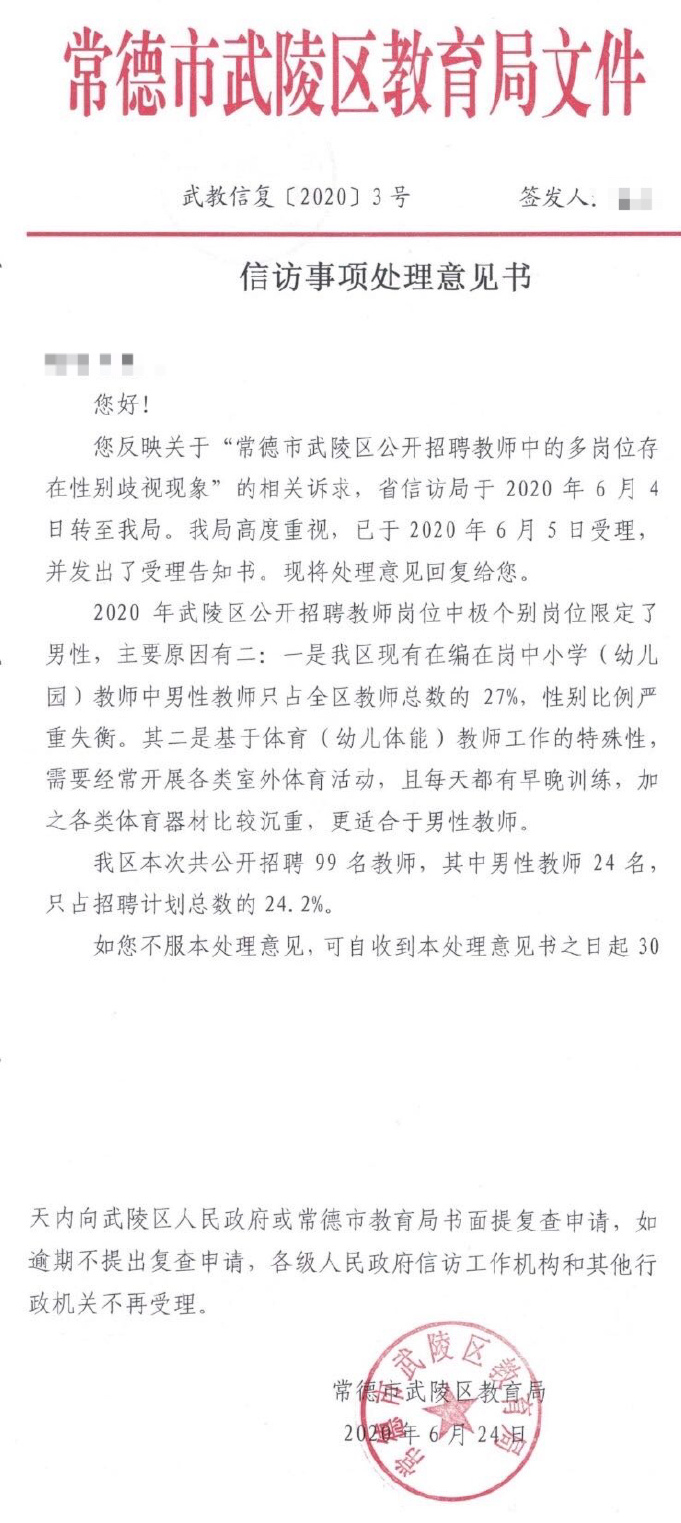 常德市武陵区教育局文件
武教信复〔2020〕3号 签发人:
信访事项处理意见书
您好!
您反映关于“常德市武陵区公开招聘教师中的多岗位存
在性别歧视现象”的相关诉求，省信访局于 2020 年 6 月 4
日转至我局。我局高度重视，已于 2020 年 6 月 5 日受理，
并发出了受理告知书。现将处理意见回复给您。
2020 年武陵区公开招聘教师岗位中极个别岗位限定了
男性，主要原因有二：一是我区现有在编在岗中小学（幼儿
园）教师中男性教师只占全区教师总数的 27%，性别比例严
重失衡。其二是基于体育（幼儿体能）教师工作的特殊性，
需要经常开展各类室外体育活动，且每天都有早晚训练，加
之各类体育器材比较沉重，更适合于男性教师。
我区本次共公开招聘 99 名教师，其中男性教师 24 名，
只占招聘计划总数的 24.2%。
如您不服本处理意见，可自收到本处理意见书之日起 30
天内向武陵区人民政府或常德市教育局书面提复查申请，如
逾期不提出复查申请，各级人民政府信访工作机构和其他行
政机关不再受理。
常德市武陵区教育局
常德市武陵区教育局
2020 年 6 月 24 日